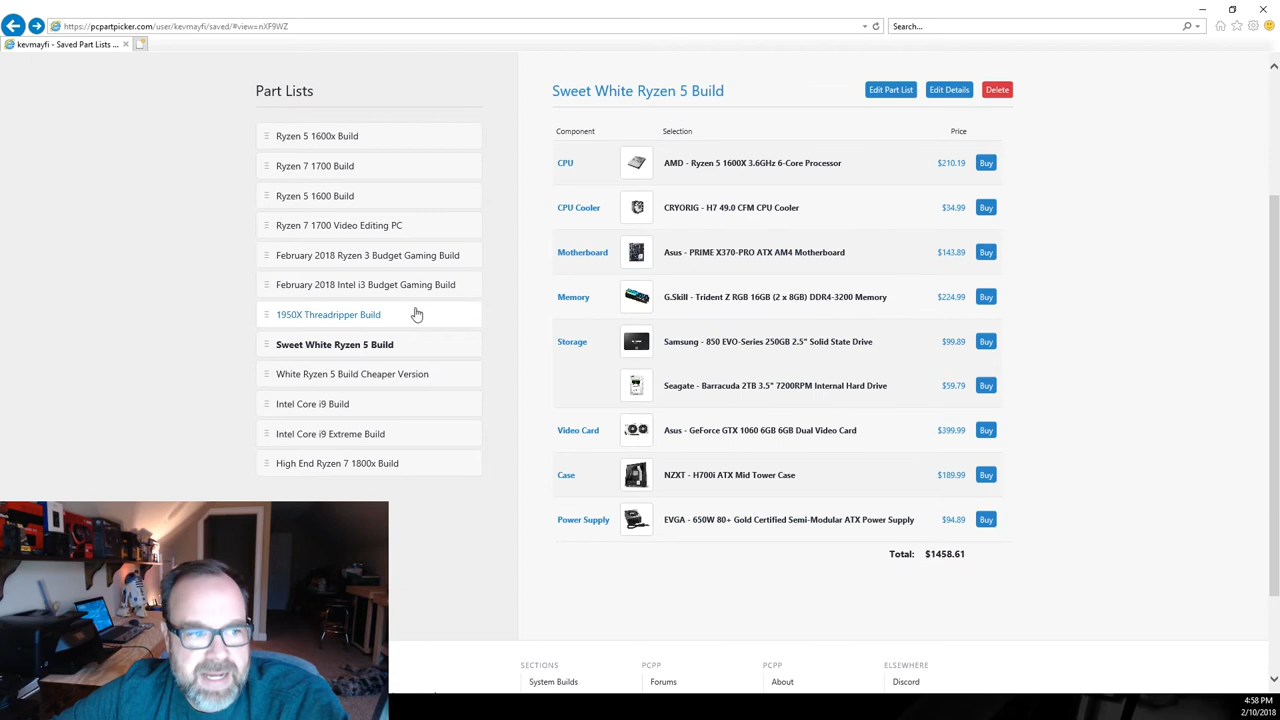 https://pcpartpicker.com/user/kevmayfi/saved/#view=nXF9WZ
Search...
kevmayfi - Saved Part Lists ...
Part Lists
Ryzen 5 1600x Build
Ryzen 7 1700 Build
Ryzen 5 1600 Build
Ryzen 7 1700 Video Editing PC
February 2018 Ryzen 3 Budget Gaming Build
February 2018 Intel i3 Budget Gaming Build
1950X Threadripper Build
Sweet White Ryzen 5 Build
White Ryzen 5 Build Cheaper Version
Intel Core i9 Build
Intel Core i9 Extreme Build
High End Ryzen 7 1800x Build
Sweet White Ryzen 5 Build
Edit Part List
Edit Details
Delete
Component Selection Price
CPU AMD - Ryzen 5 1600X 3.6GHz 6-Core Processor $210.19 Buy
CPU Cooler CRYORIG - H7 49.0 CFM CPU Cooler $34.99 Buy
Motherboard Asus - PRIME X370-PRO ATX AM4 Motherboard $143.89 Buy
Memory G.Skill - Trident Z RGB 16GB (2 x 8GB) DDR4-3200 Memory $224.99 Buy
Storage Samsung - 850 EVO-Series 250GB 2.5" Solid State Drive $99.89 Buy
Seagate - Barracuda 2TB 3.5" 7200RPM Internal Hard Drive $59.79 Buy
Video Card Asus - GeForce GTX 1060 6GB 6GB Dual Video Card $399.99 Buy
Case NZXT - H700i ATX Mid Tower Case $189.99 Buy
Power Supply EVGA - 650W 80+ Gold Certified Semi-Modular ATX Power Supply $94.89 Buy
Total: $1458.61
SECTIONS PCPP PCPP ELSEWHERE
System Builds Forums About Discord
4:58 PM
2/10/2018